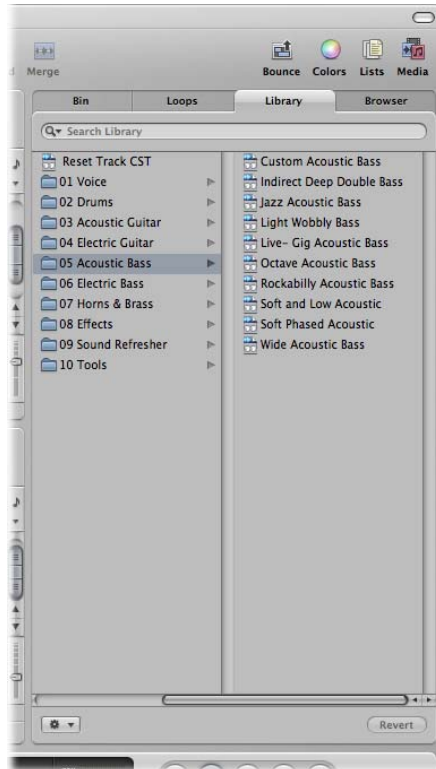 Merge
Bounce Colors Lists Media
Bin Loops Library Browser
Search Library
Reset Track CST
01 Voice
02 Drums
03 Acoustic Guitar
04 Electric Guitar
05 Acoustic Bass
06 Electric Bass
07 Horns & Brass
08 Effects
09 Sound Refresher
10 Tools
Custom Acoustic Bass
Indirect Deep Double Bass
Jazz Acoustic Bass
Light Wobbly Bass
Live- Gig Acoustic Bass
Octave Acoustic Bass
Rockabilly Acoustic Bass
Soft and Low Acoustic
Soft Phased Acoustic
Wide Acoustic Bass
Revert